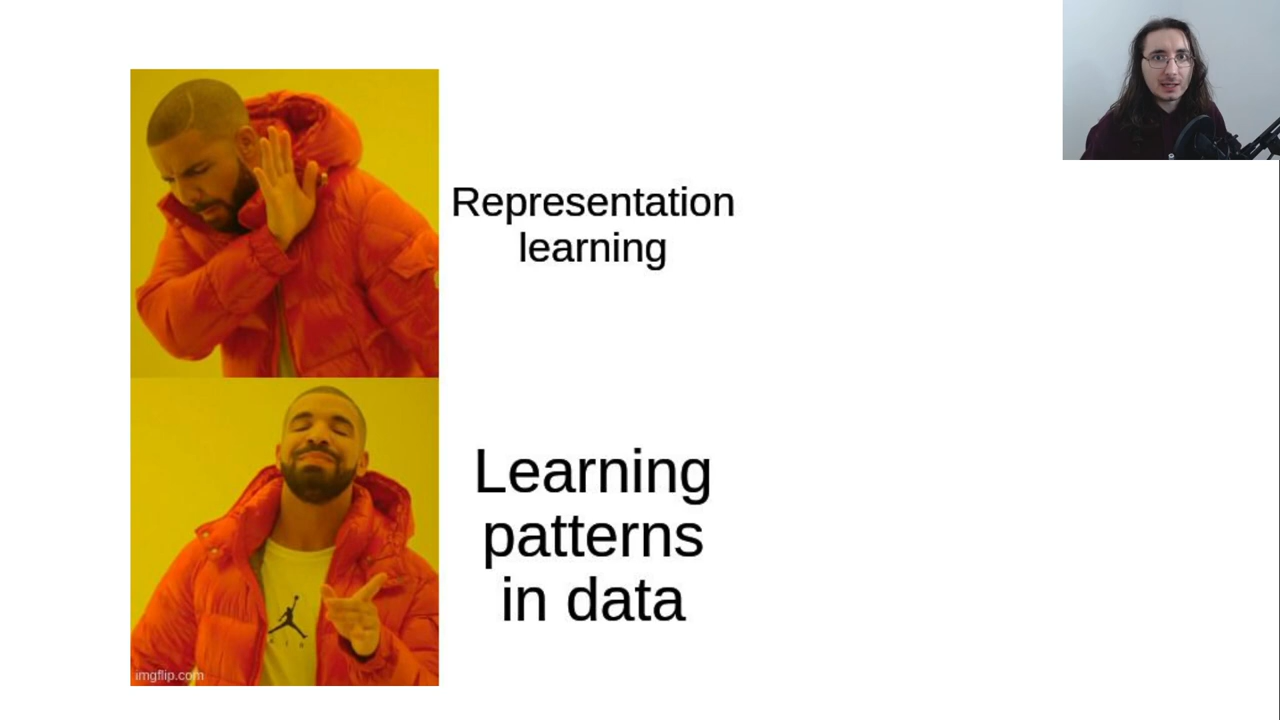 Representation
learning
Learning
patterns
in data
imgflip.com